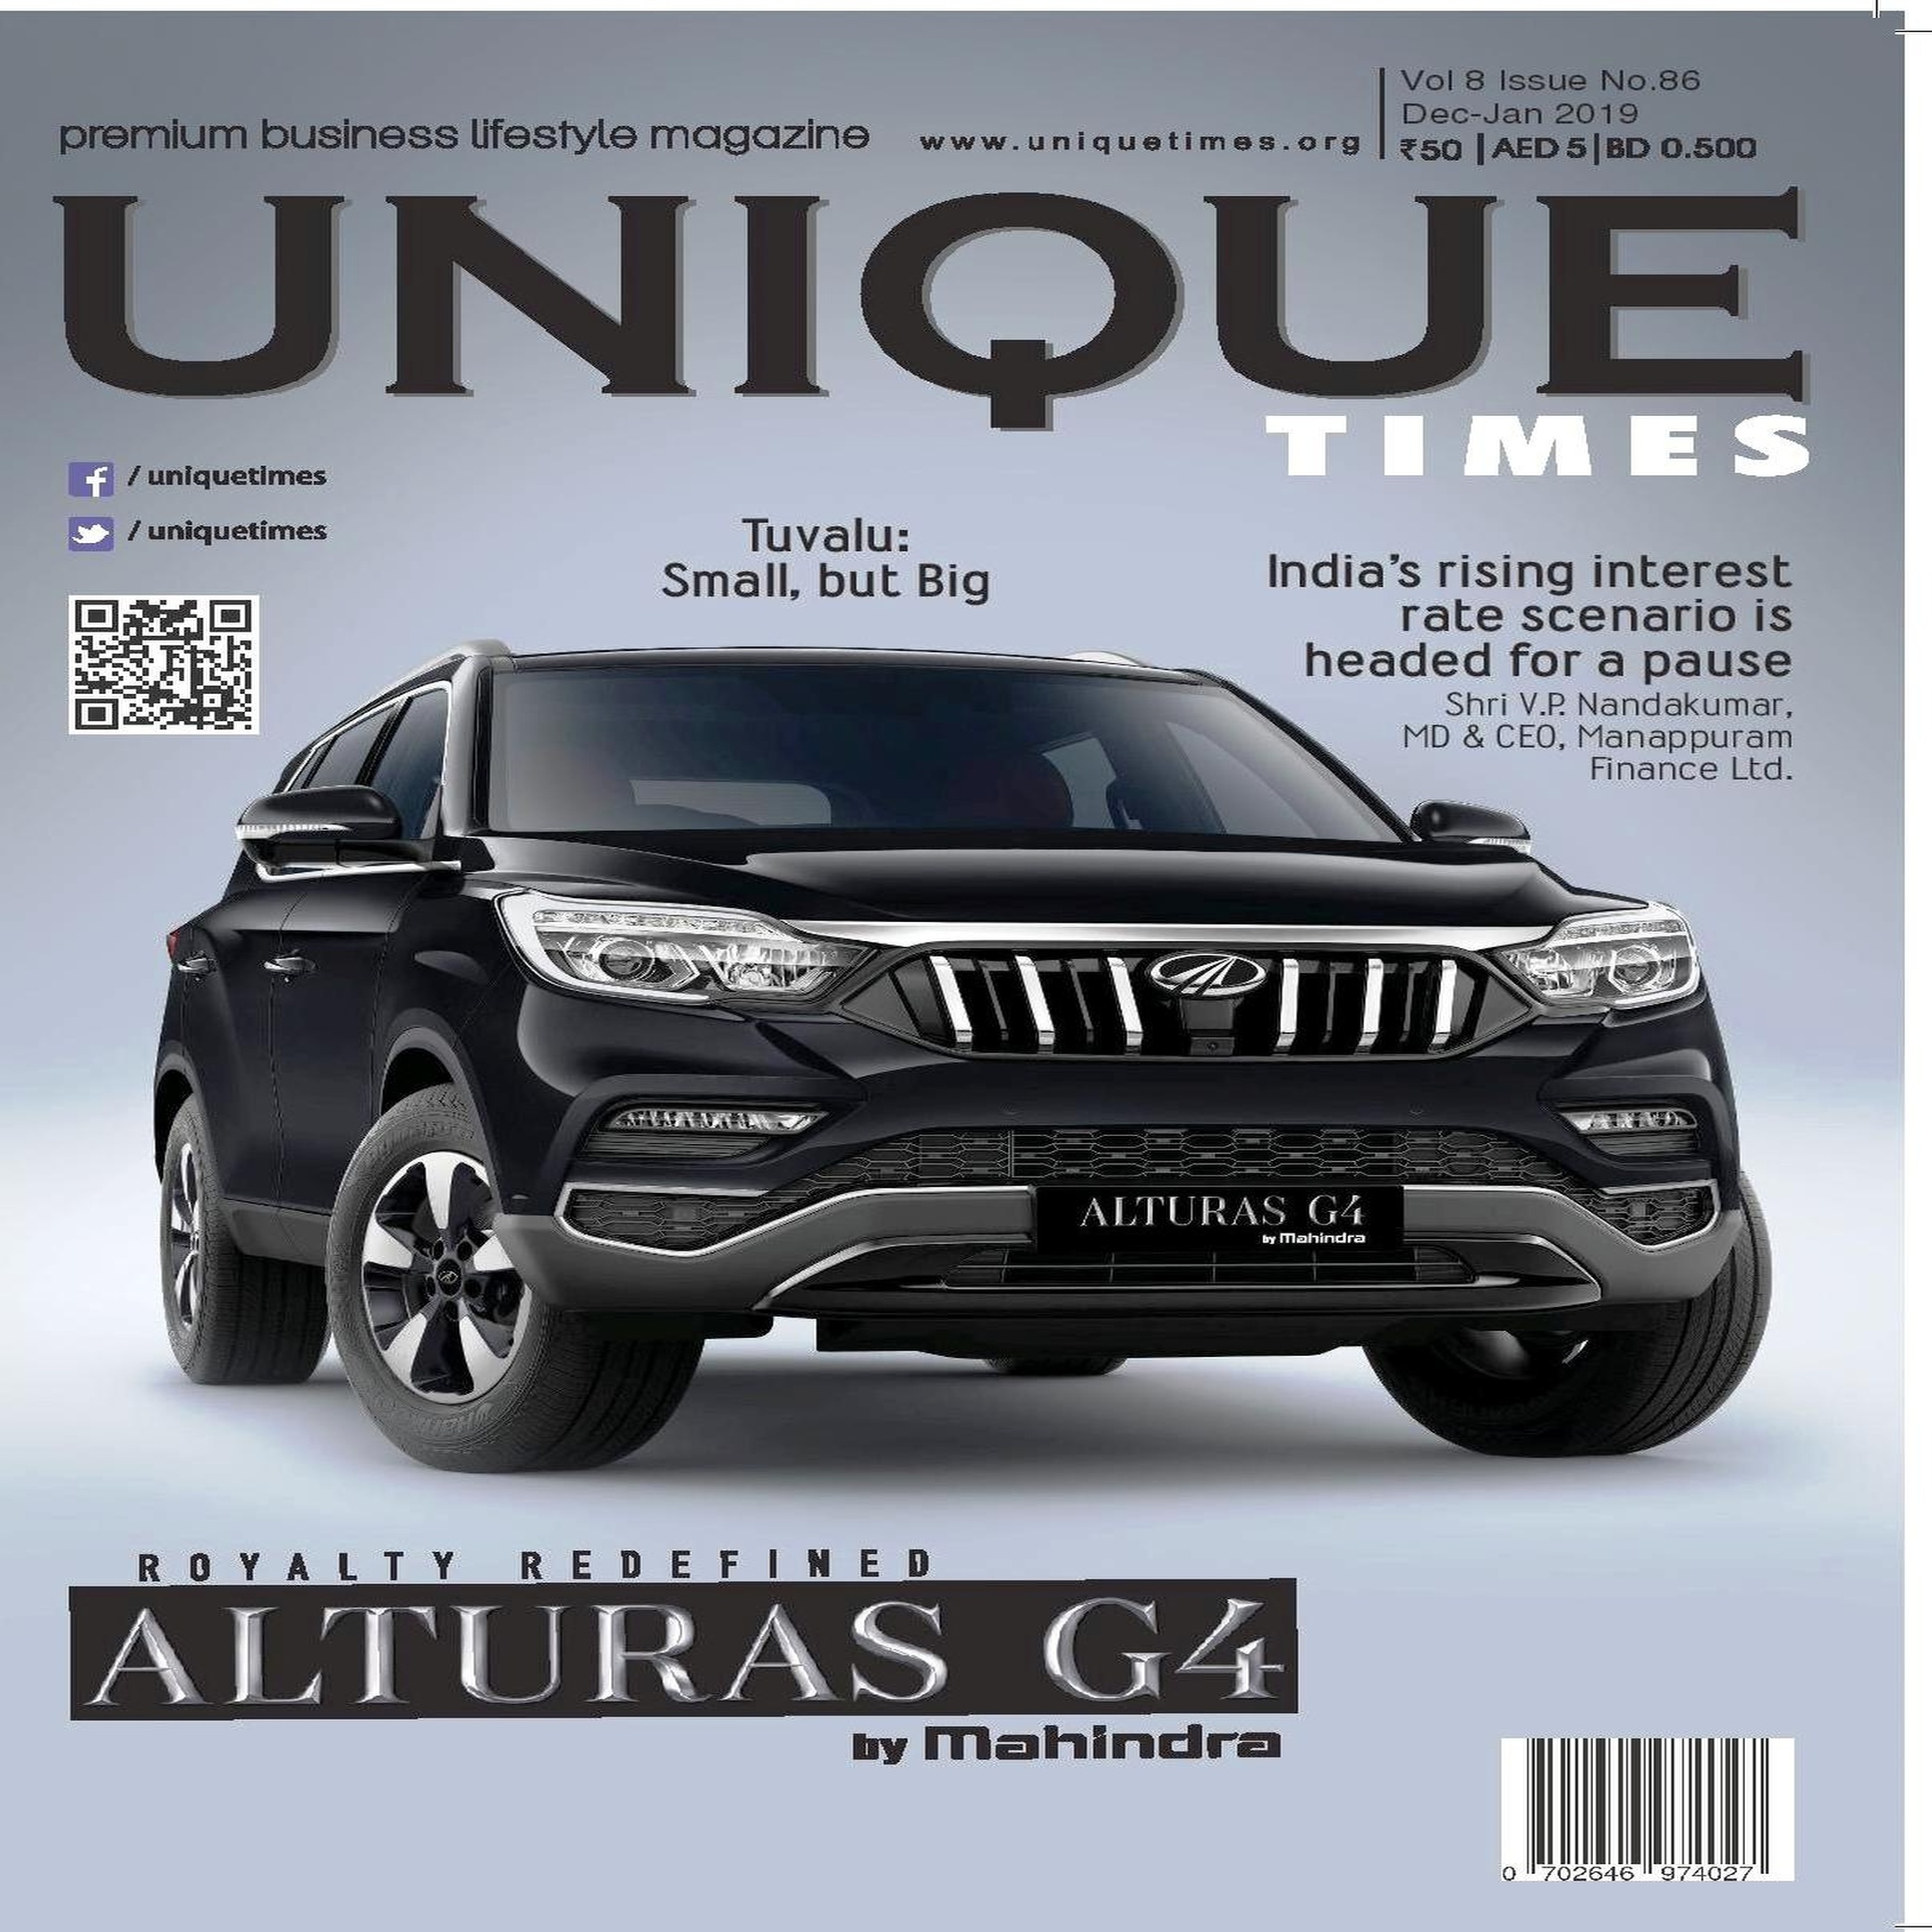 Vol 8 Issue No.86
Dec-Jan 2019
premium business lifestyle magazine www.uniquetimes.org ₹50 | AED 5 | BD 0.500
UNIQUE
TIMES
/ uniquetimes
/ uniquetimes
Tuvalu:
Small, but Big
India's rising interest
rate scenario is
headed for a pause
Shri V.P. Nandakumar,
MD & CEO, Manappuram
Finance Ltd.
ALTURAS G4
by Mahindra
ROYALTY REDEFINED
ALTURAS G4
by Mahindra
0 702646 974027